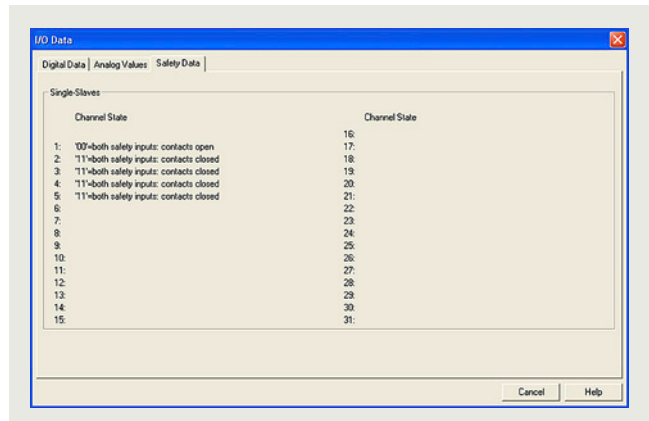 I/O Data
Digital Data Analog Values Safety Data
Single-Slaves
Channel State Channel State
16:
1: '00'=both safety inputs: contacts open 17:
2: '11'=both safety inputs: contacts closed 18:
3: '11'=both safety inputs: contacts closed 19:
4: '11'=both safety inputs: contacts closed 20:
5: '11'=both safety inputs: contacts closed 21:
6: 22:
7: 23:
8: 24:
9: 25:
10: 26:
11: 27:
12: 28:
13: 29:
14: 30:
15: 31:
Cancel Help